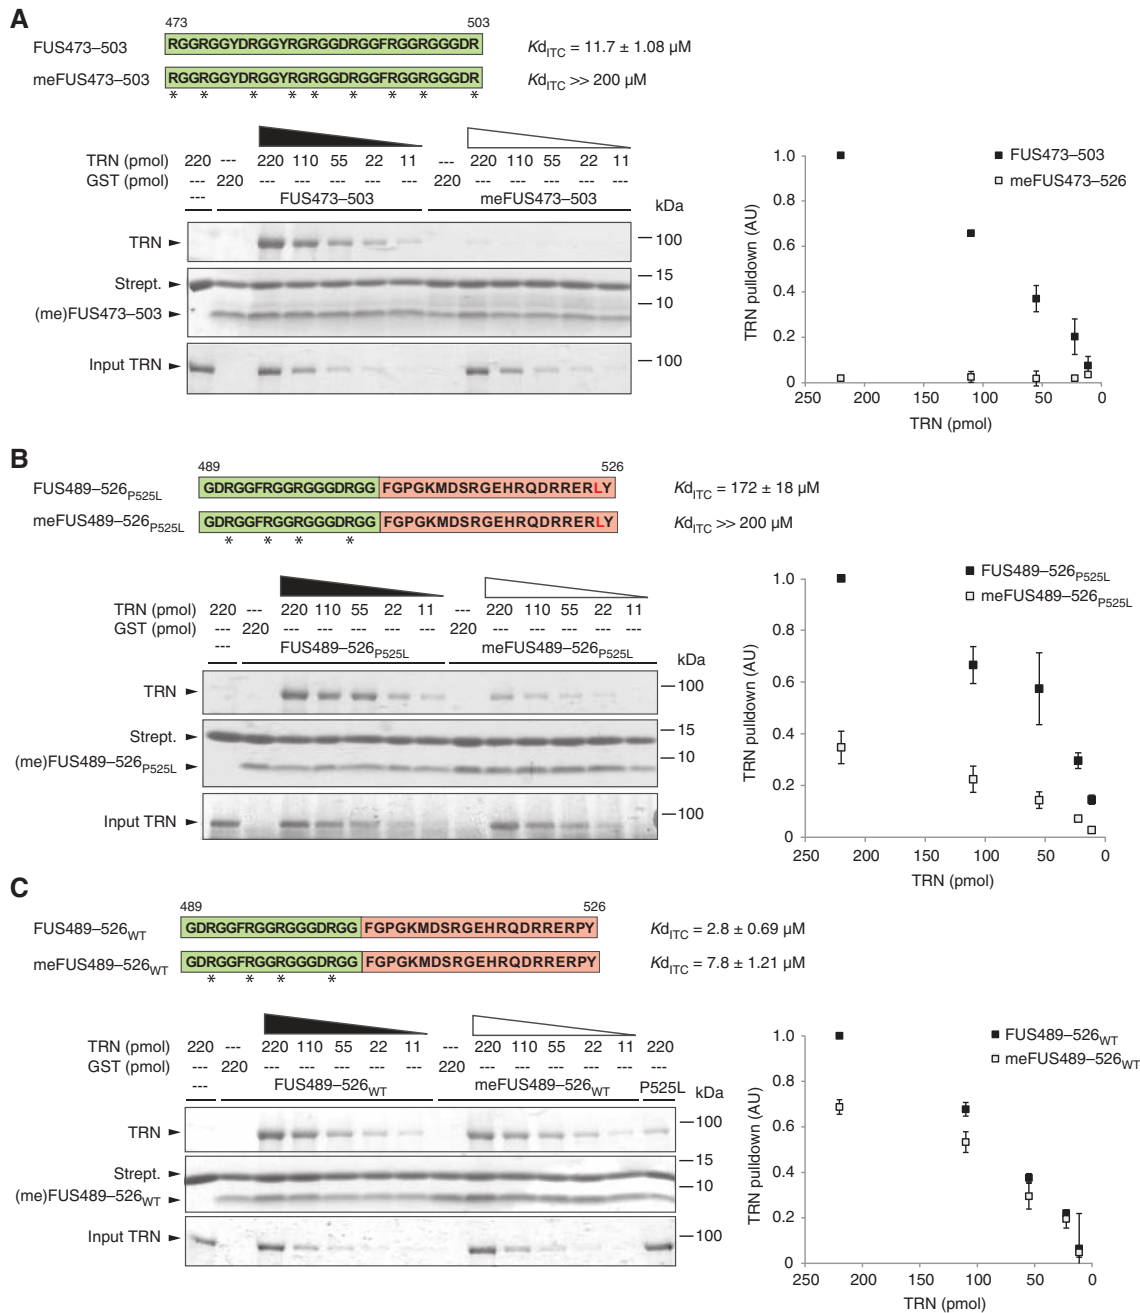 A
473 503
FUS473–503 RGGRGGYDRGGYRGRGGDRGGFRGGRGGGDR KdITC = 11.7 ± 1.08 µM
meFUS473–503 RGGRGGYDRGGYRGRGGDRGGFRGGRGGGDR KdITC >> 200 µM
* * * * * * * * *
TRN (pmol) 220 --- 220 110 55 22 11 --- 220 110 55 22 11
GST (pmol) --- 220 --- --- --- --- --- 220 --- --- --- --- ---
--- FUS473–503 meFUS473–503
kDa
TRN 100
Strept. 15
10
(me)FUS473–503
Input TRN 100
FUS473–503
meFUS473–526
TRN pulldown (AU)
1.0
0.8
0.6
0.4
0.2
0
250 200 150 100 50 0
TRN (pmol)
B
489 526
FUS489–526P525L GDRGGFRGGRGGGDRGG FGPGKMDSRGEHRQDRRERLY KdITC = 172 ± 18 µM
meFUS489–526P525L GDRGGFRGGRGGGDRGG FGPGKMDSRGEHRQDRRERLY KdITC >> 200 µM
* * * *
TRN (pmol) 220 --- 220 110 55 22 11 --- 220 110 55 22 11
GST (pmol) --- 220 --- --- --- --- --- 220 --- --- --- --- ---
--- FUS489–526P525L meFUS489–526P525L
kDa
TRN 100
Strept. 15
10
(me)FUS489–526P525L
Input TRN 100
FUS489–526P525L
meFUS489–526P525L
TRN pulldown (AU)
1.0
0.8
0.6
0.4
0.2
0
250 200 150 100 50 0
TRN (pmol)
C
489 526
FUS489–526WT GDRGGFRGGRGGGDRGG FGPGKMDSRGEHRQDRRERPY KdITC = 2.8 ± 0.69 µM
meFUS489–526WT GDRGGFRGGRGGGDRGG FGPGKMDSRGEHRQDRRERPY KdITC = 7.8 ± 1.21 µM
* * * *
TRN (pmol) 220 --- 220 110 55 22 11 --- 220 110 55 22 11 220
GST (pmol) --- 220 --- --- --- --- --- 220 --- --- --- --- --- ---
--- FUS489–526WT meFUS489–526WT P525L kDa
TRN 100
Strept. 15
10
(me)FUS489–526WT
Input TRN 100
FUS489–526WT
meFUS489–526WT
TRN pulldown (AU)
1.0
0.8
0.6
0.4
0.2
0
250 200 150 100 50 0
TRN (pmol)